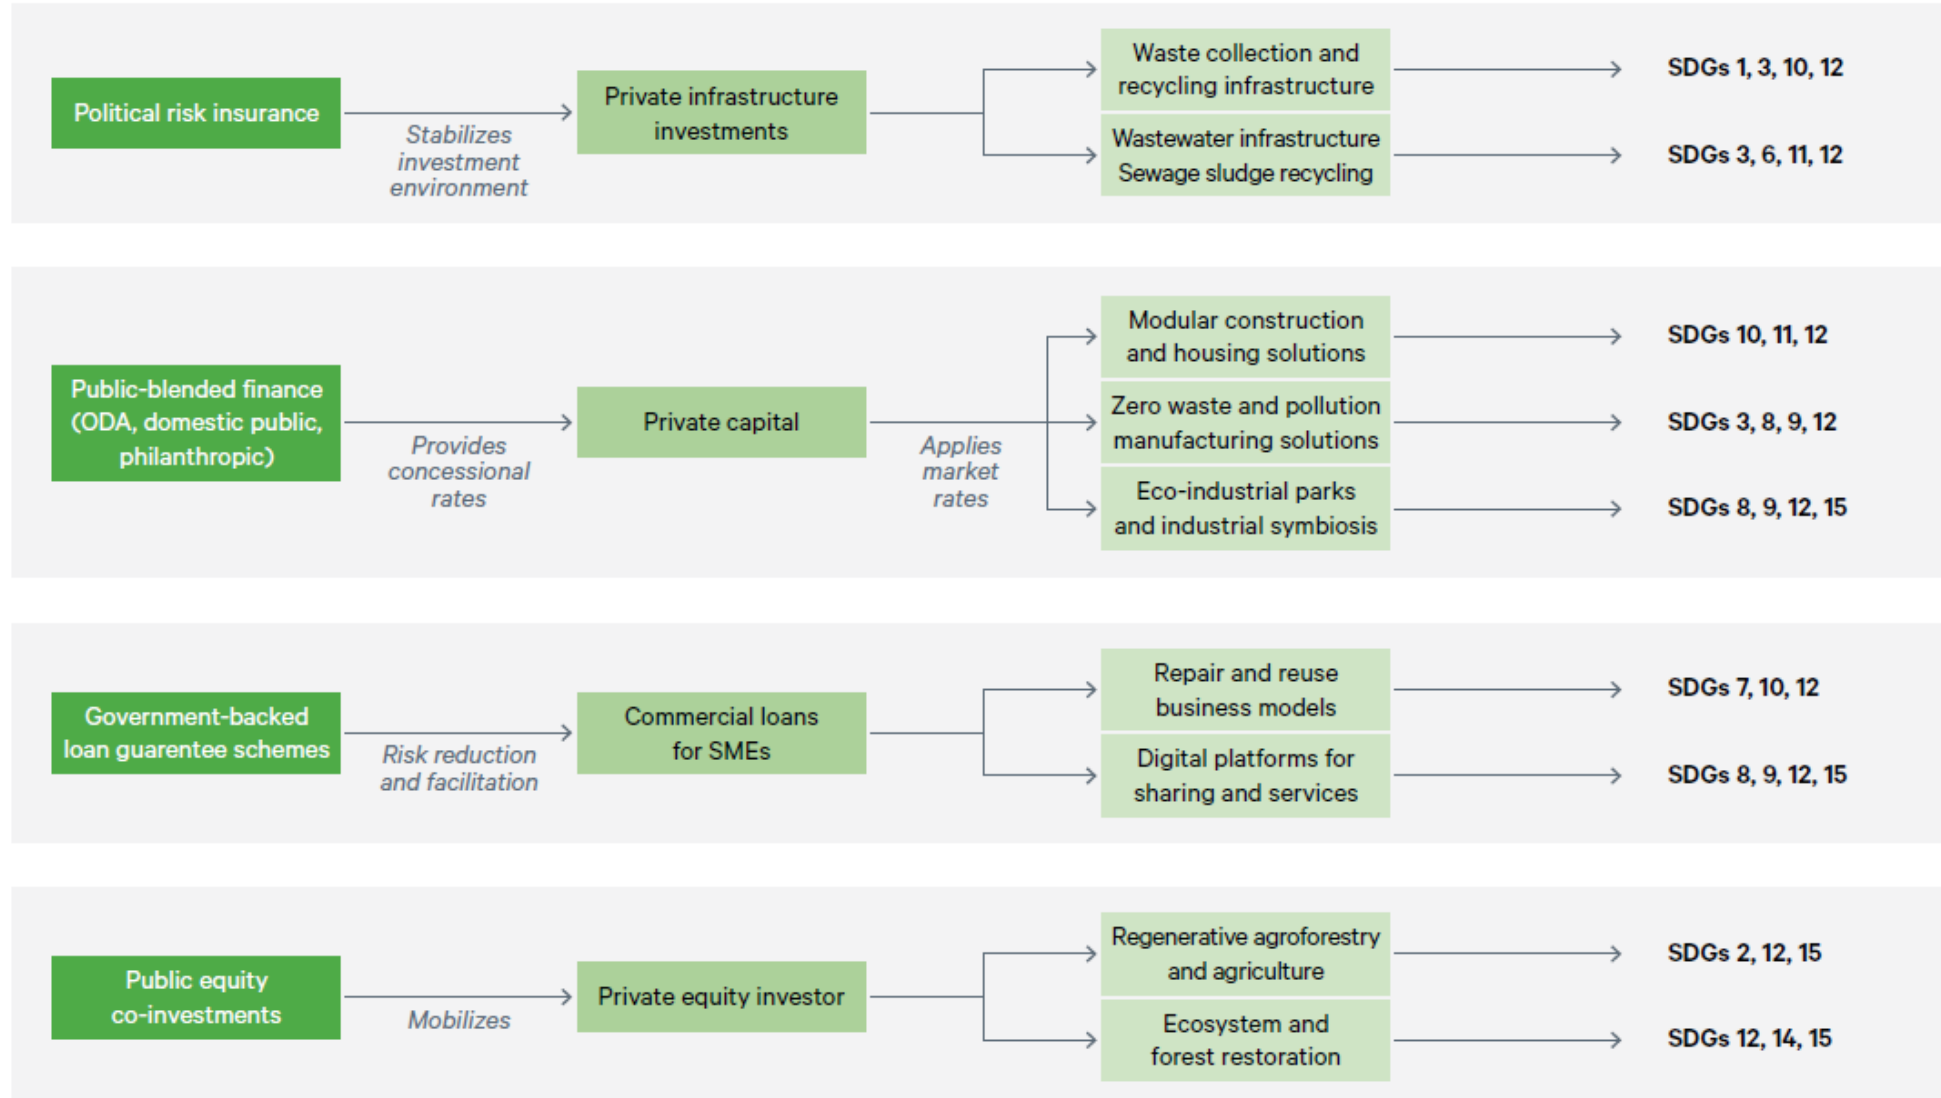 Political risk insurance
Stabilizes
investment
environment
Private infrastructure
investments
Waste collection and
recycling infrastructure
SDGs 1, 3, 10, 12
Wastewater infrastructure
Sewage sludge recycling
SDGs 3, 6, 11, 12
Public-blended finance
(ODA, domestic public,
philanthropic)
Provides
concessional
rates
Private capital
Applies
market
rates
Modular construction
and housing solutions
SDGs 10, 11, 12
Zero waste and pollution
manufacturing solutions
SDGs 3, 8, 9, 12
Eco-industrial parks
and industrial symbiosis
SDGs 8, 9, 12, 15
Government-backed
loan guarentee schemes
Risk reduction
and facilitation
Commercial loans
for SMEs
Repair and reuse
business models
SDGs 7, 10, 12
Digital platforms for
sharing and services
SDGs 8, 9, 12, 15
Public equity
co-investments
Mobilizes
Private equity investor
Regenerative agroforestry
and agriculture
SDGs 2, 12, 15
Ecosystem and
forest restoration
SDGs 12, 14, 15